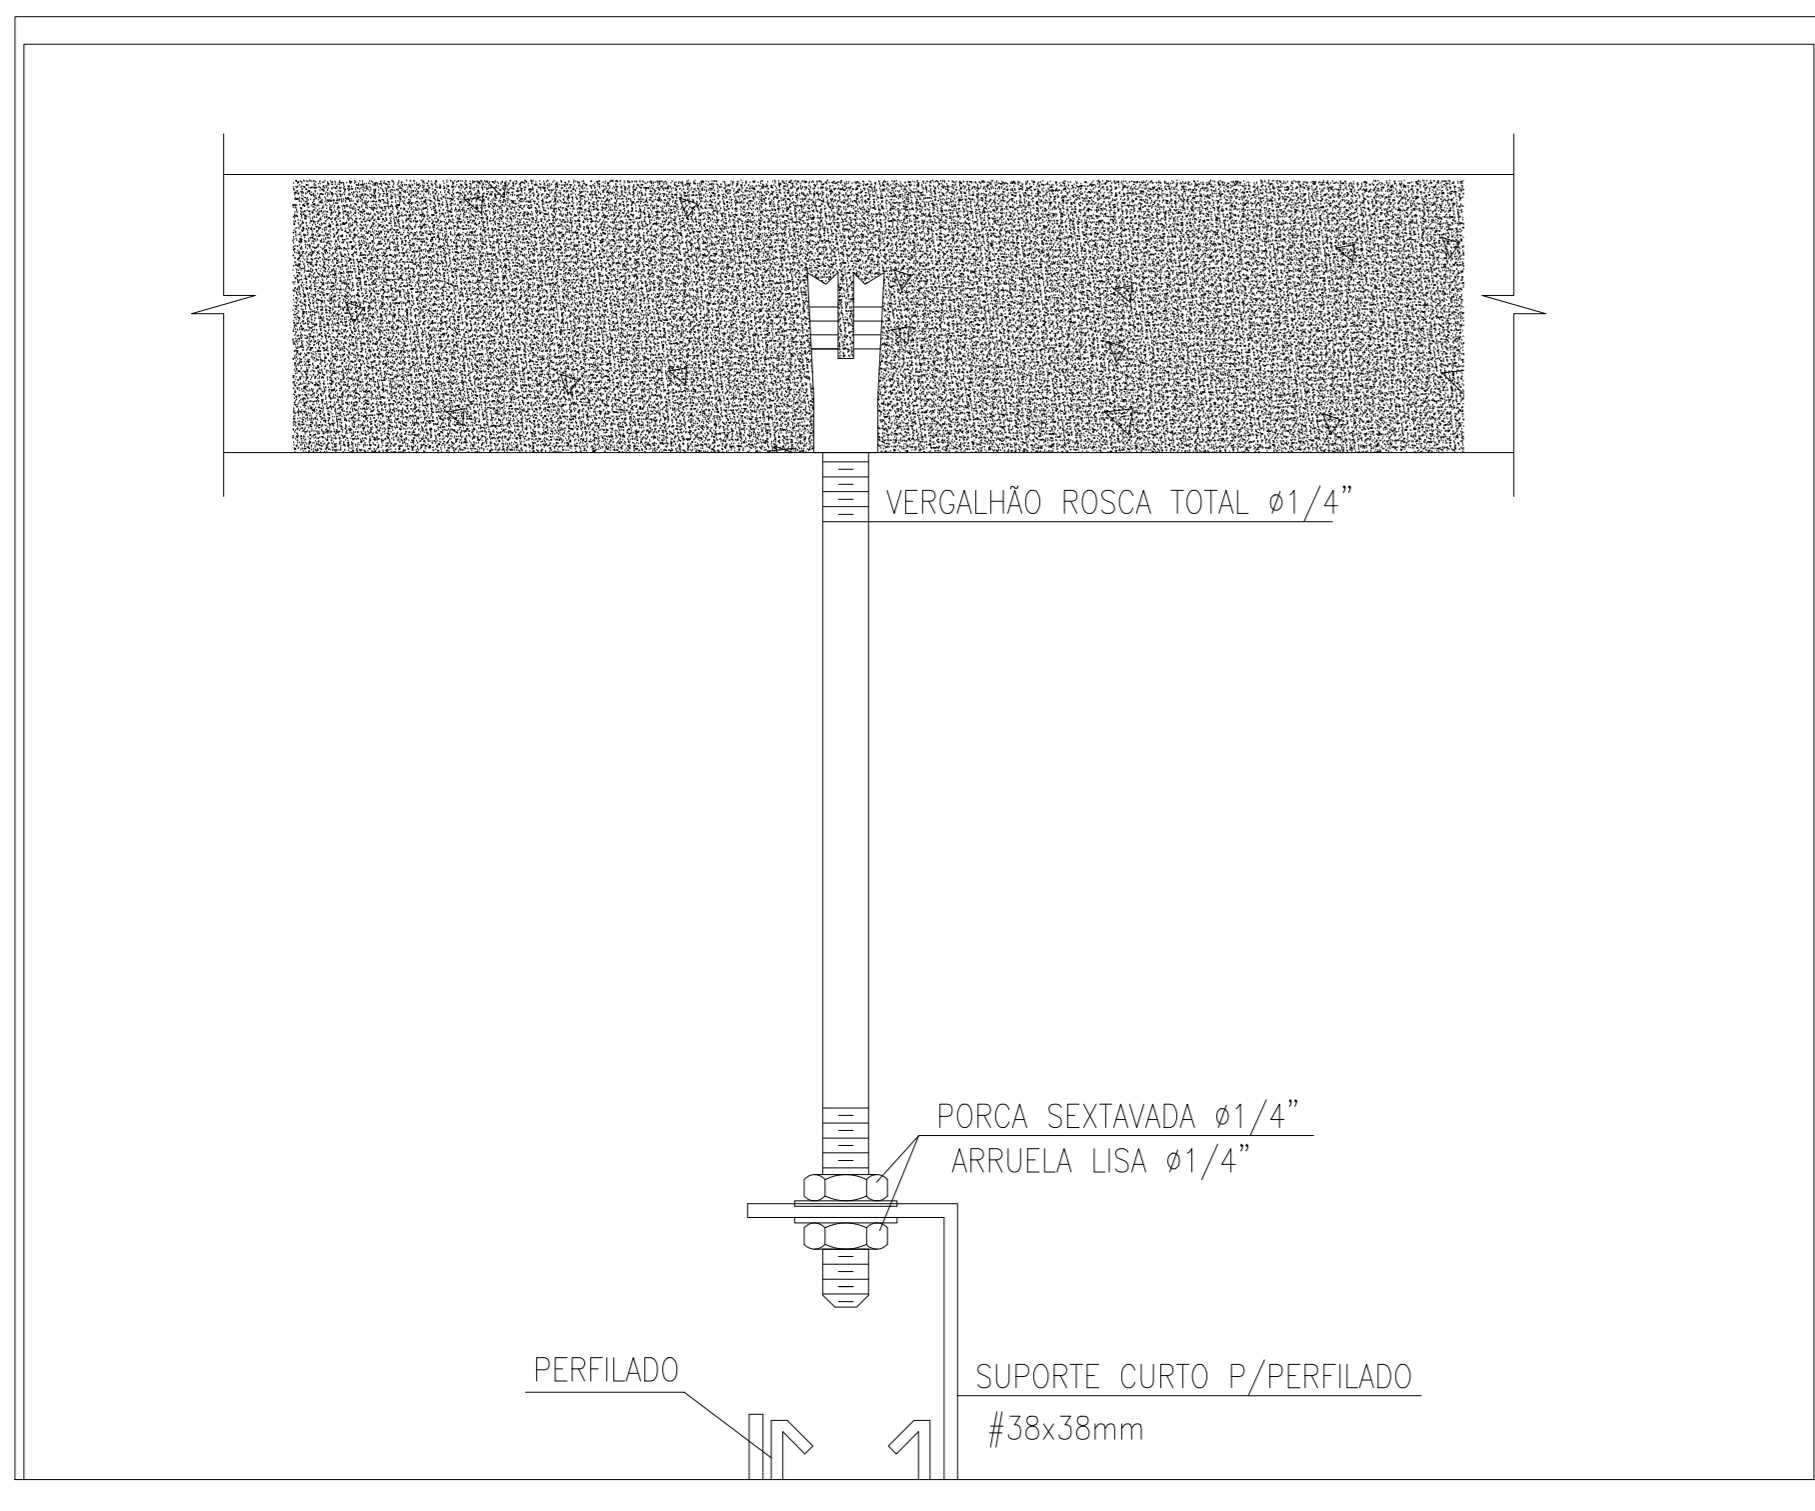 VERGALHÃO ROSCA TOTAL ø1/4"
PORCA SEXTAVADA ø1/4"
ARRUELA LISA ø1/4"
PERFILADO
SUPORTE CURTO P/PERFILADO
#38x38mm